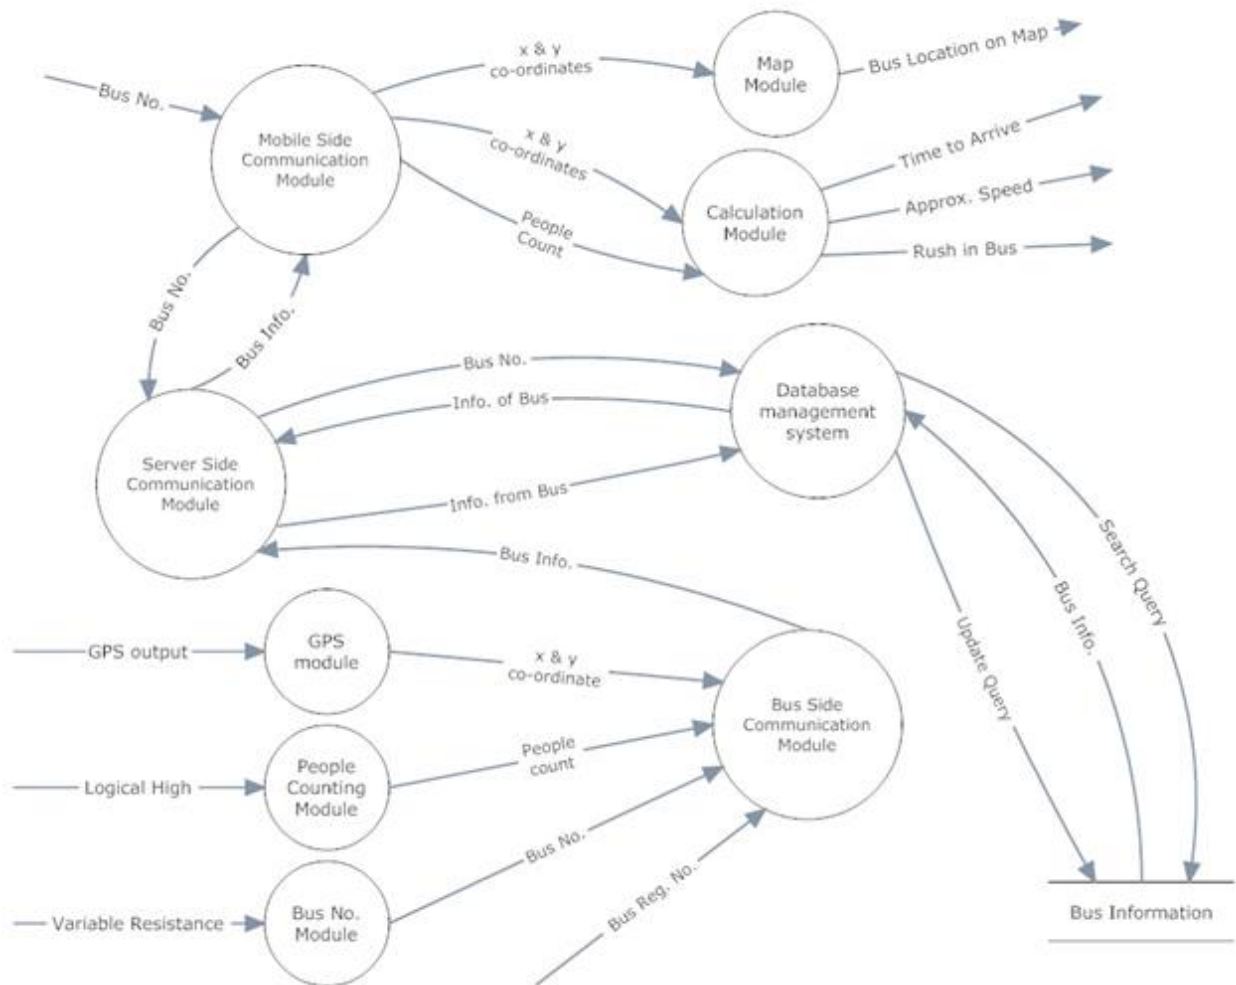 x & y
co-ordinates
Map
Module
Bus Location on Map
Bus No.
Mobile Side
Communication
Module
x & y
co-ordinates
Time to Arrive
People
Count
Calculation
Module
Approx. Speed
Rush in Bus
Bus No.
Bus Info.
Bus No.
Database
management
system
Info. of Bus
Server Side
Communication
Module
Info. from Bus
Bus Info.
Search Query
Bus Info.
Update Query
GPS output
GPS
module
x & y
co-ordinate
Bus Side
Communication
Module
Logical High
People
Counting
Module
People
count
Bus No.
Variable Resistance
Bus No.
Module
Bus Reg. No.
Bus Information